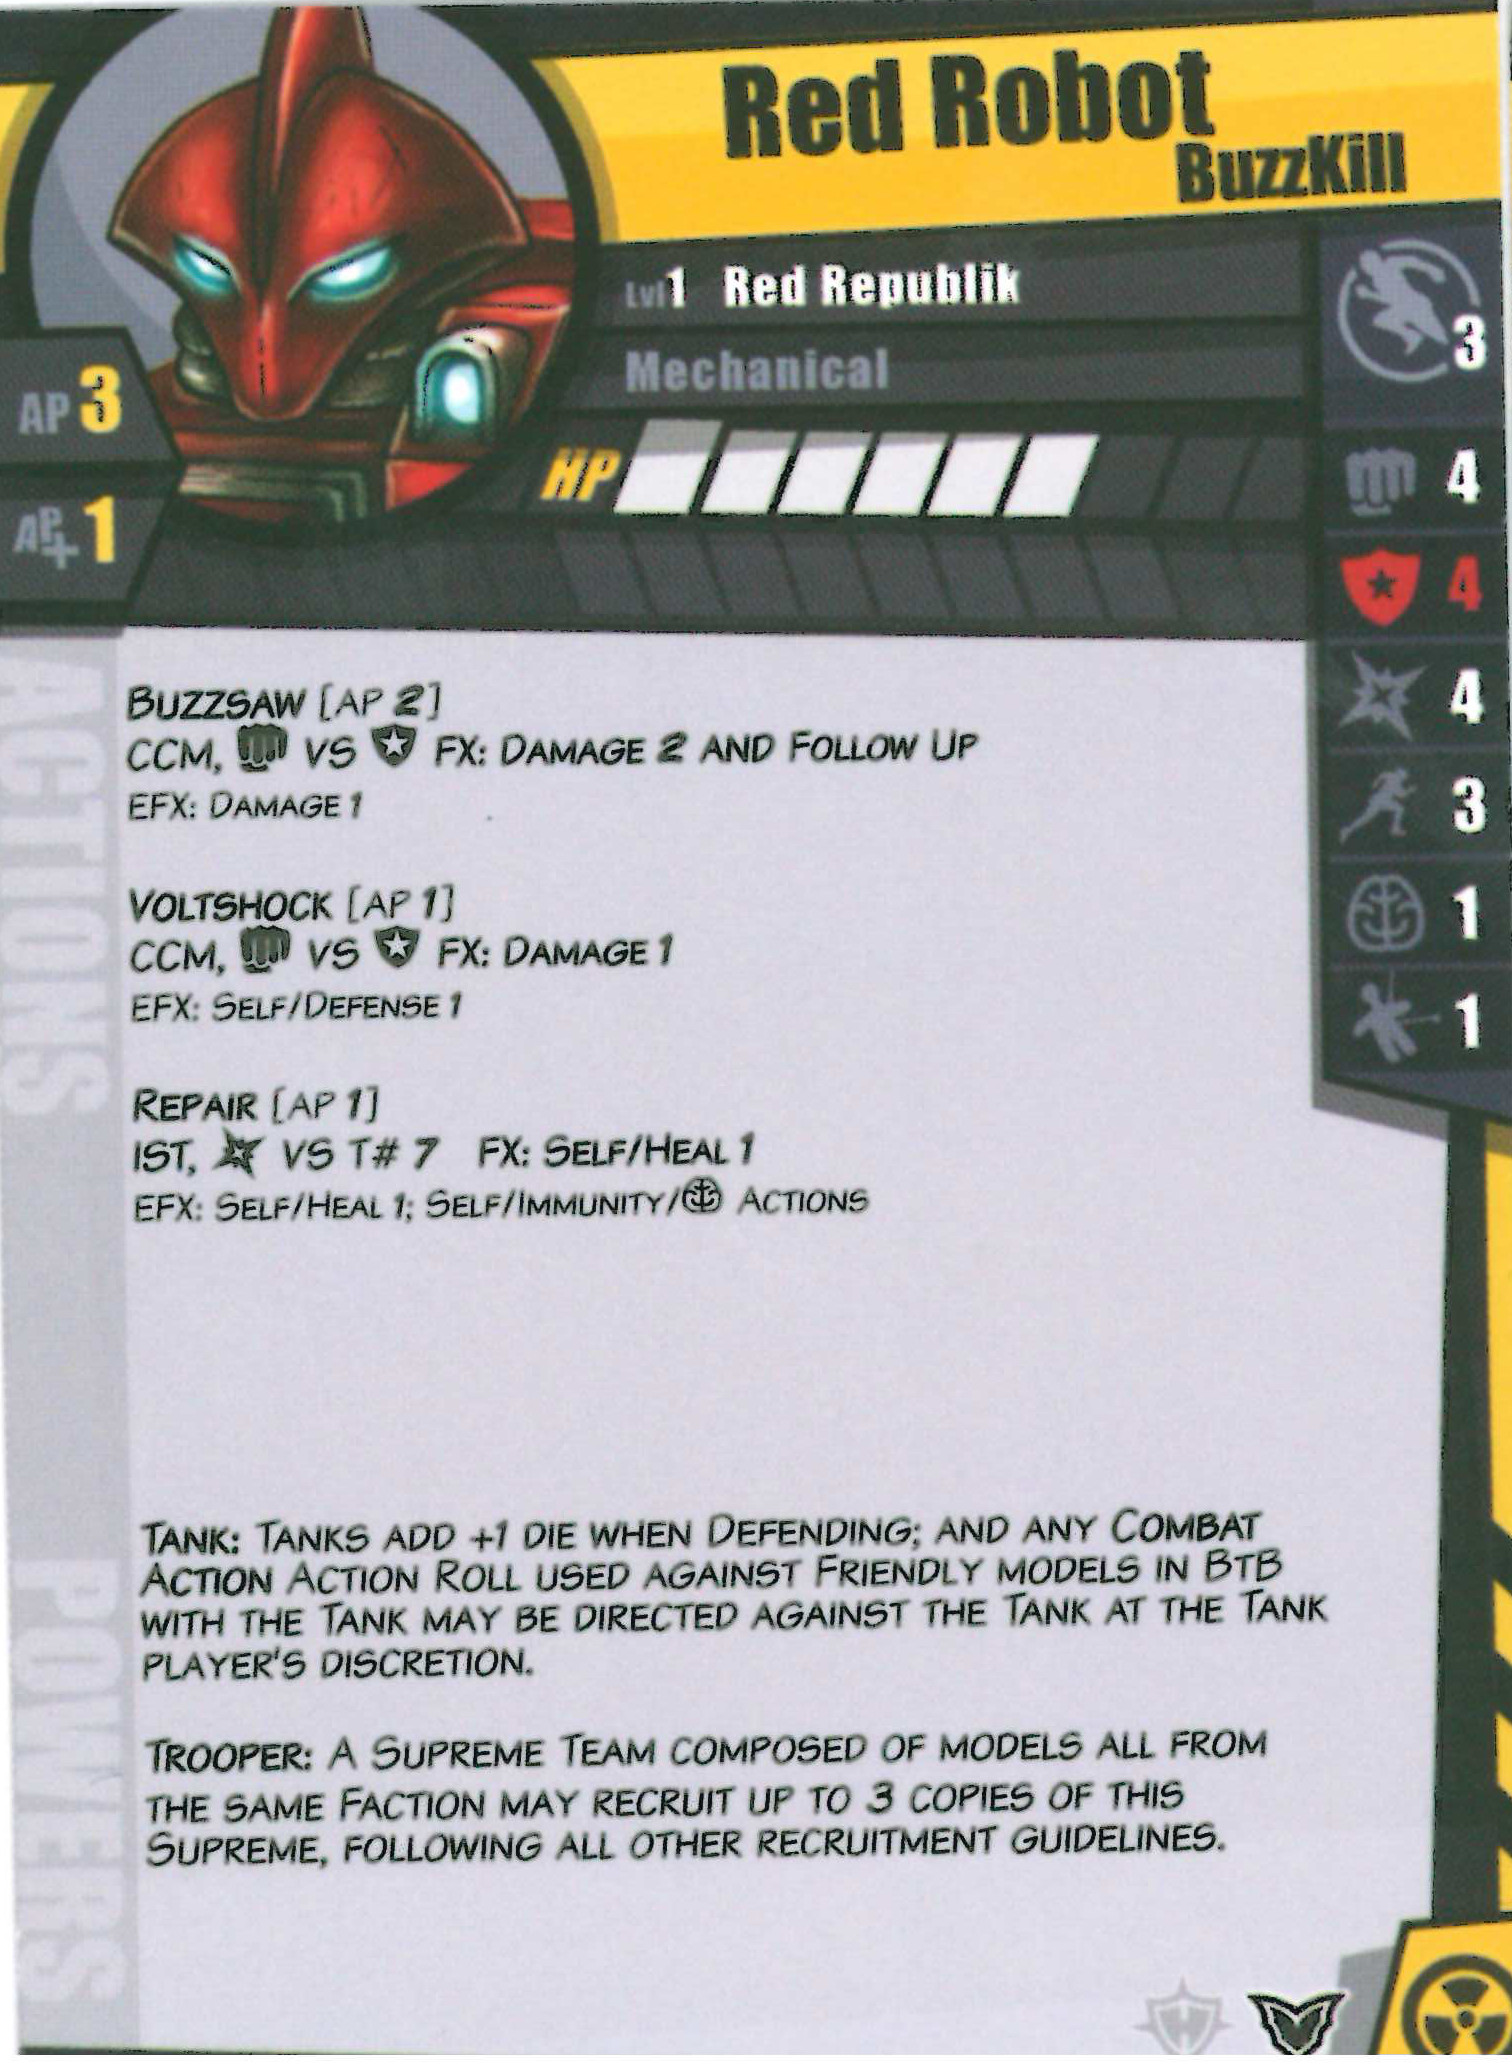 Red Robot
BuzzKill
Lvl1 Red Republik
Mechanical
3
AP 3
HP
4
AP+ 1
4
4
3
1
1
ACTIONS
BUZZSAW [AP 2]
CCM, VS FX: DAMAGE 2 AND FOLLOW UP
EFX: DAMAGE 1
VOLTSHOCK [AP 1]
CCM, VS FX: DAMAGE 1
EFX: SELF/DEFENSE 1
REPAIR [AP 1]
IST, VS T# 7 FX: SELF/HEAL 1
EFX: SELF/HEAL 1; SELF/IMMUNITY/ ACTIONS
POWERS
TANK: TANKS ADD +1 DIE WHEN DEFENDING; AND ANY COMBAT
ACTION ACTION ROLL USED AGAINST FRIENDLY MODELS IN BTB
WITH THE TANK MAY BE DIRECTED AGAINST THE TANK AT THE TANK
PLAYER'S DISCRETION.
TROOPER: A SUPREME TEAM COMPOSED OF MODELS ALL FROM
THE SAME FACTION MAY RECRUIT UP TO 3 COPIES OF THIS
SUPREME, FOLLOWING ALL OTHER RECRUITMENT GUIDELINES.